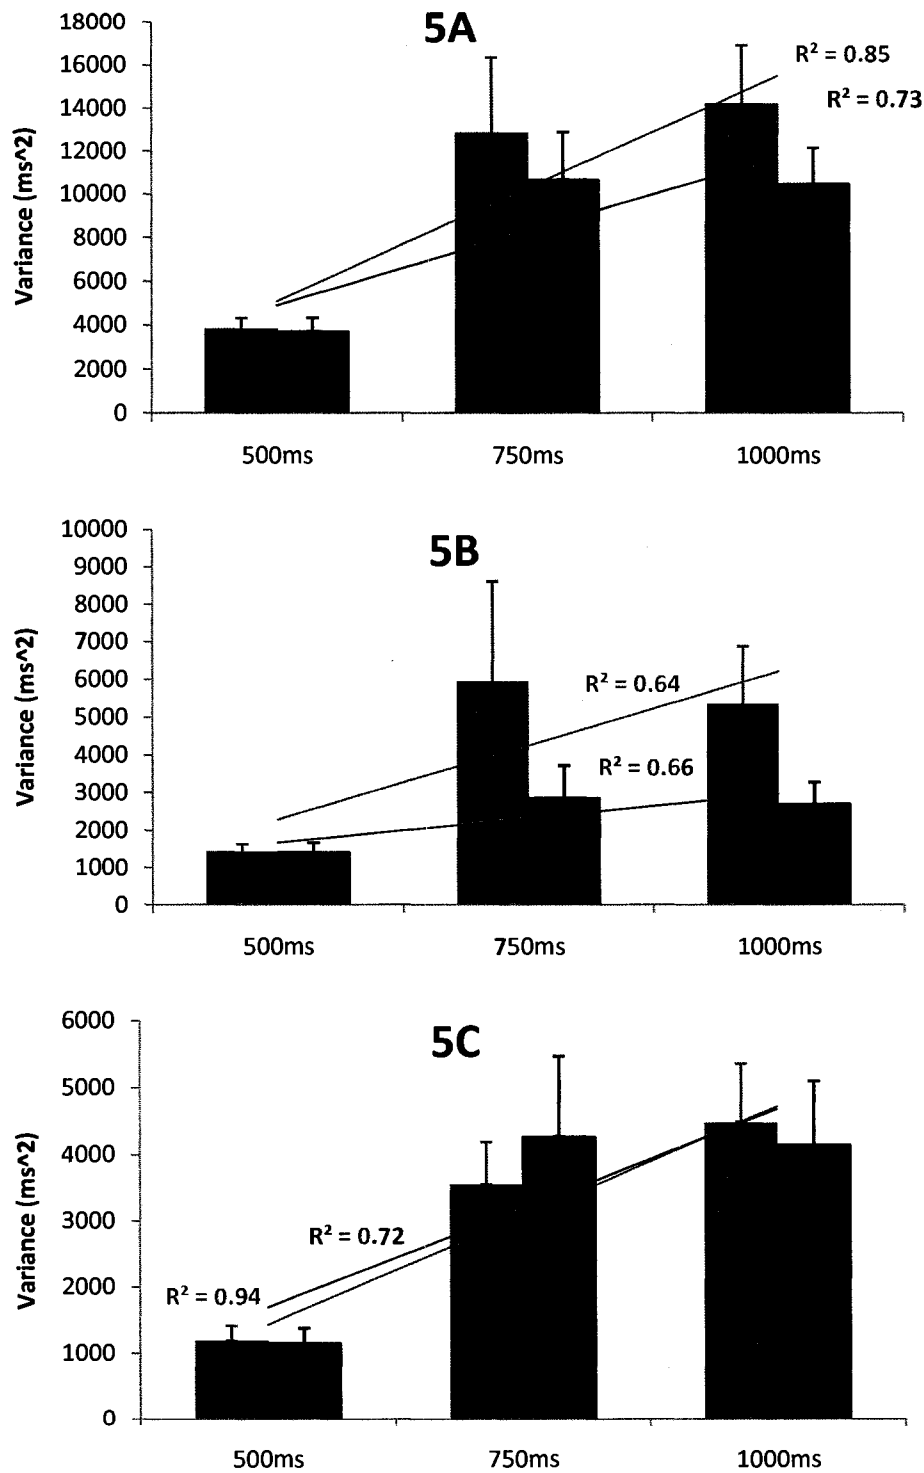 5A
Variance (ms^2)
18000
16000
14000
12000
10000
8000
6000
4000
2000
0
R² = 0.85
R² = 0.73
500ms 750ms 1000ms
5B
Variance (ms^2)
10000
9000
8000
7000
6000
5000
4000
3000
2000
1000
0
R² = 0.64
R² = 0.66
500ms 750ms 1000ms
5C
Variance (ms^2)
6000
5000
4000
3000
2000
1000
0
R² = 0.72
R² = 0.94
500ms 750ms 1000ms